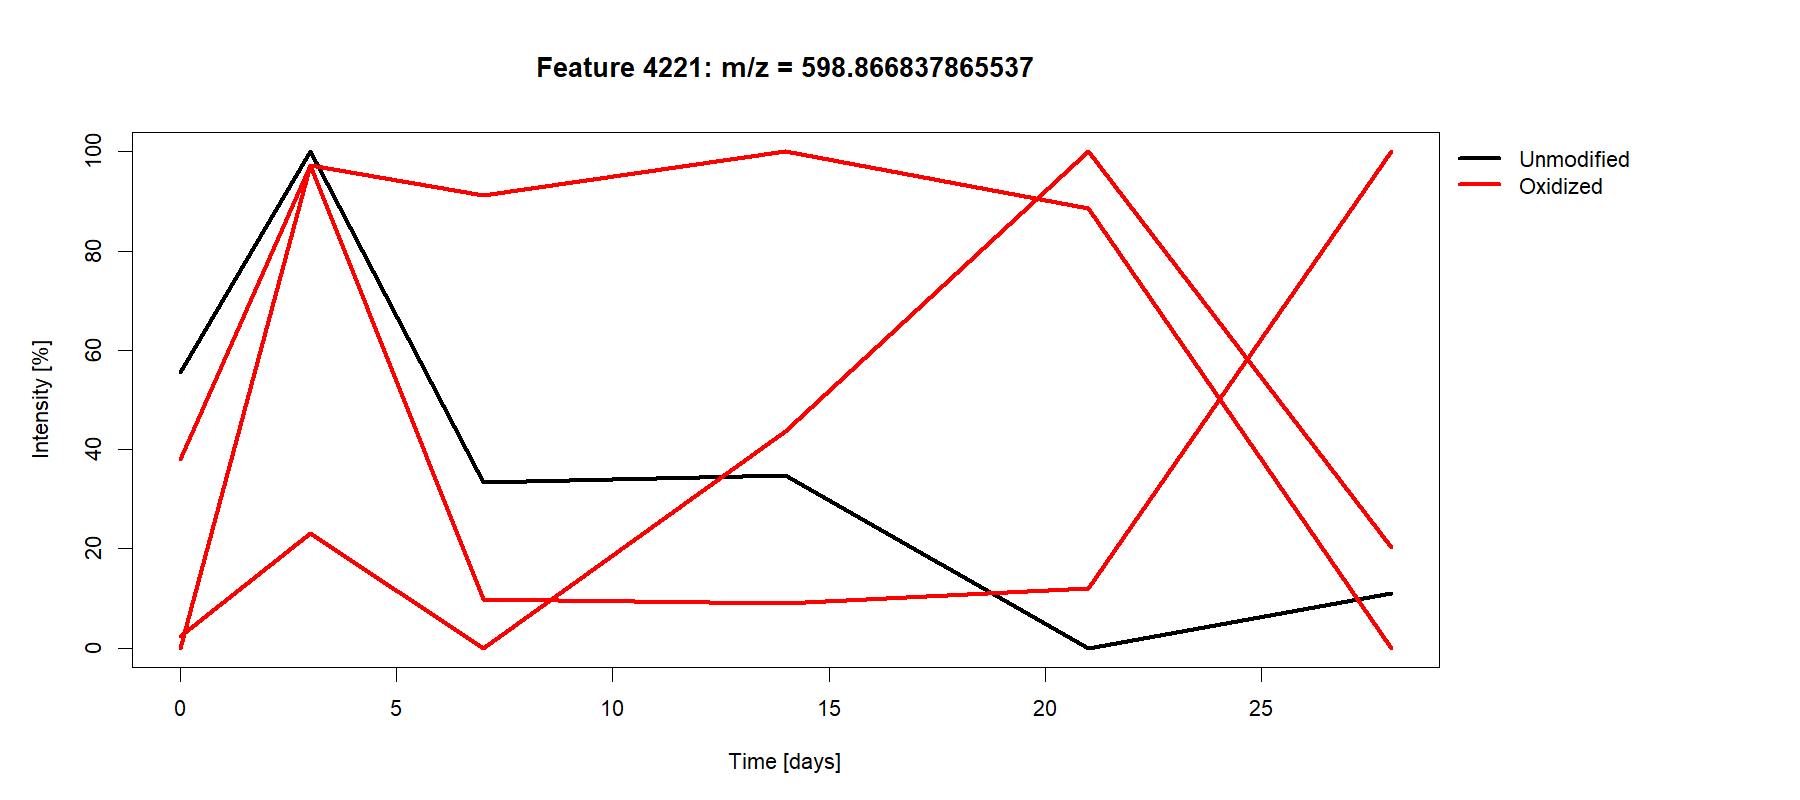 Feature 4221: m/z = 598.866837865537
Unmodified
Oxidized
Intensity [%]
100
80
60
40
20
0
0 5 10 15 20 25
Time [days]